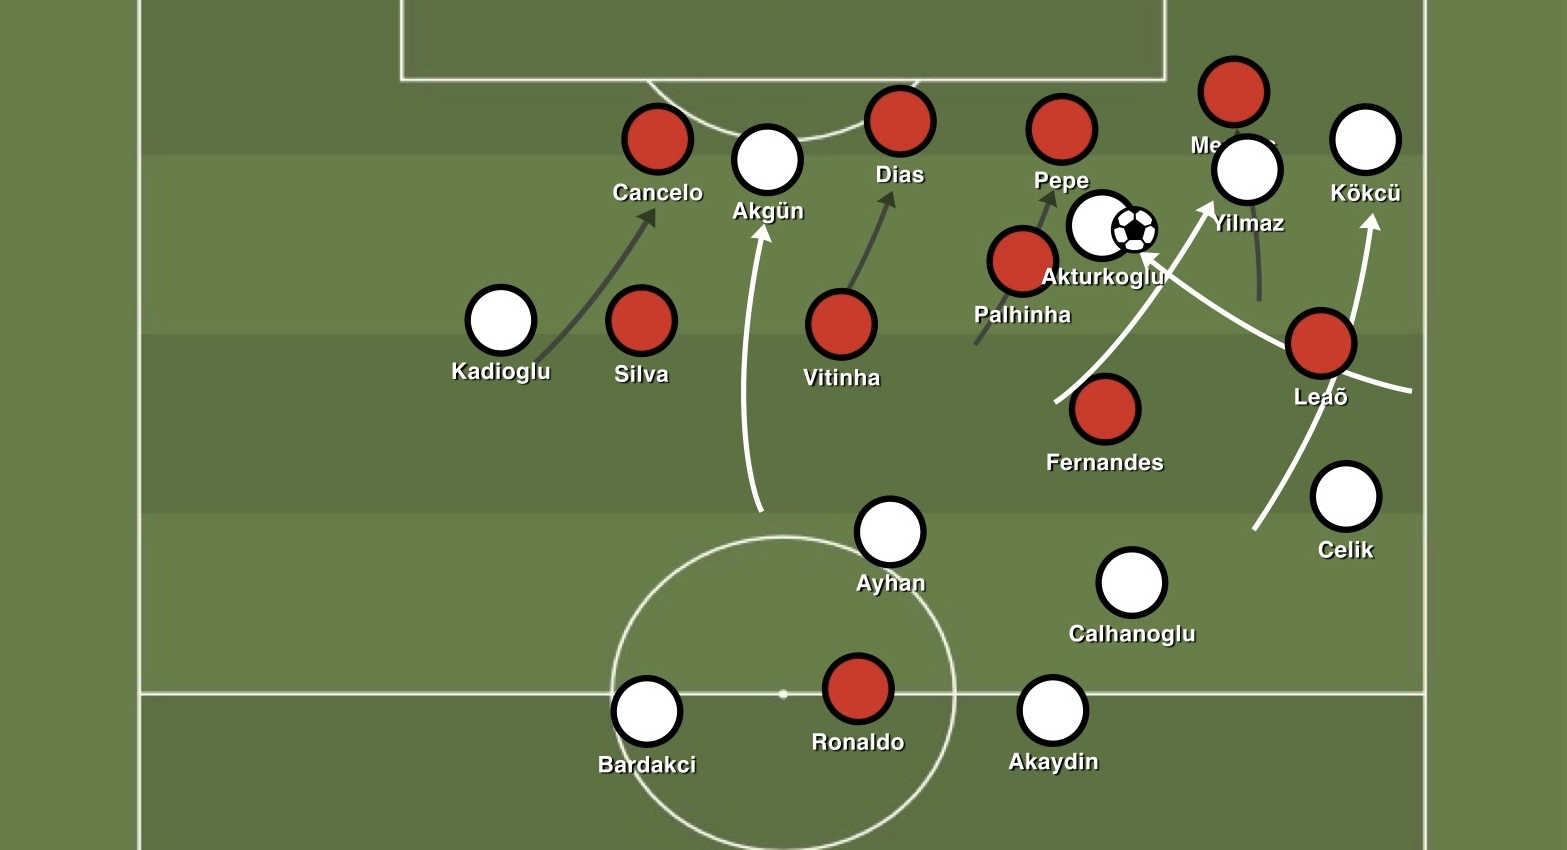 Cancelo
Akgün
Dias
Pepe
Kökcü
Yilmaz
Akturkoglu
Palhinha
Kadioglu
Silva
Vitinha
Leaõ
Fernandes
Celik
Ayhan
Calhanoglu
Ronaldo
Bardakci
Akaydin